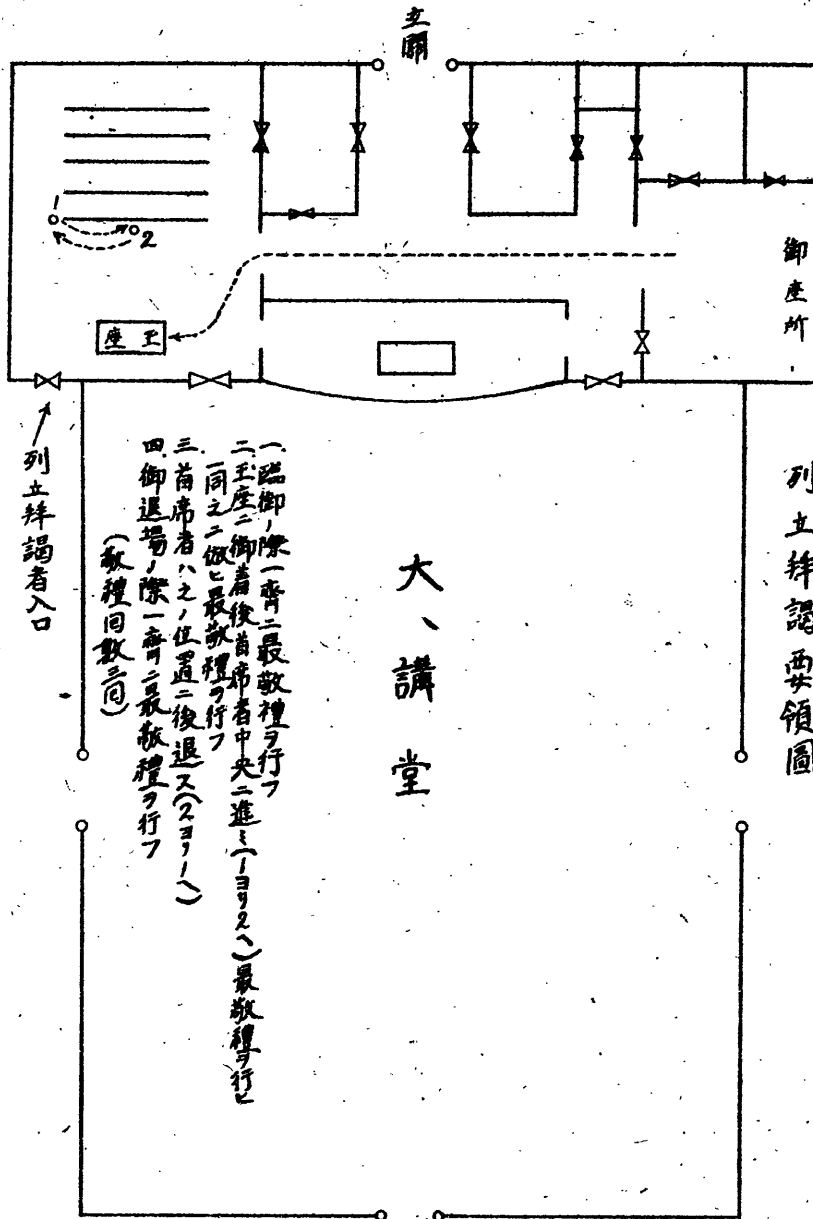 列立拜謁要領圖
御座所
玄關
大講堂
一、臨御ノ際一齊ニ最敬禮ヲ行フ
二、玉座ニ御着後首席者中央ニ進ミ(1ヨリ2ヘ)最敬禮ヲ行ヒ
一同之ニ倣ヒ最敬禮ヲ行フ
三、首席者ハ之ノ位置ニ後退ス(2ヨリ1ヘ)
四、御退場ノ際一齊ニ最敬禮ヲ行フ
(敬禮回數三回)
列立拜謁者入口
座玉
1
2